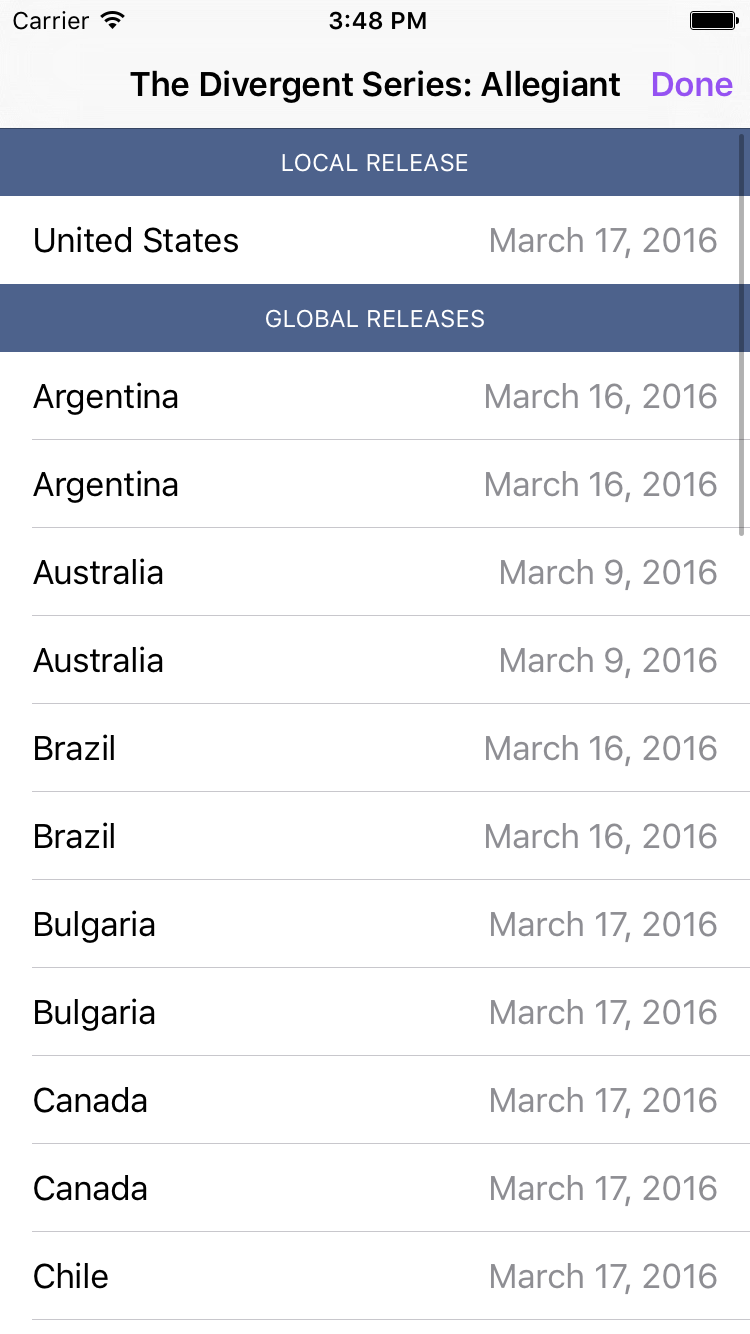 Carrier 3:48 PM
The Divergent Series: Allegiant Done
LOCAL RELEASE
United States March 17, 2016
GLOBAL RELEASES
Argentina March 16, 2016
Argentina March 16, 2016
Australia March 9, 2016
Australia March 9, 2016
Brazil March 16, 2016
Brazil March 16, 2016
Bulgaria March 17, 2016
Bulgaria March 17, 2016
Canada March 17, 2016
Canada March 17, 2016
Chile March 17, 2016